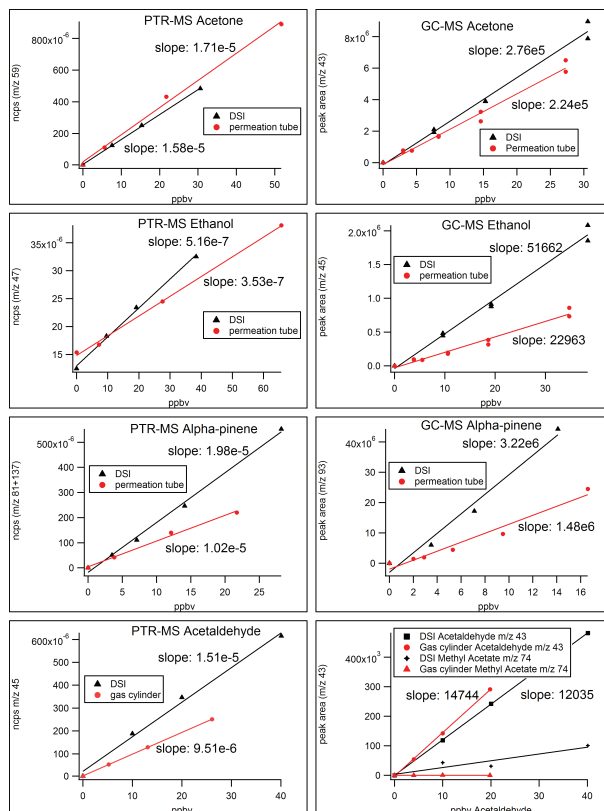 PTR-MS Acetone
800x10-6
600
400
200
0
ncps (m/z 59)
slope: 1.71e-5
DSI
permeation tube
slope: 1.58e-5
0 10 20 30 40 50
ppbv
GC-MS Acetone
8x106
6
4
2
0
peak area (m/z 43)
slope: 2.76e5
2.24e5
slope:
DSI
permeation tube
0 5 10 15 20 25 30
ppbv
PTR-MS Ethanol
35x10-6
30
25
20
15
ncps (m/z 47)
slope: 5.16e-7
slope: 3.53e-7
DSI
permeation tube
0 10 20 30 40 50 60
ppbv
GC-MS Ethanol
2.0x106
1.5
1.0
0.5
0.0
peak area (m/z 45)
slope: 51662
DSI
permeation tube
slope: 22963
0 10 20 30
ppbv
PTR-MS Alpha-pinene
500x10-6
400
300
200
100
0
ncps (m/z 81+137)
slope: 1.98e-5
DSI
permeation tube
slope: 1.02e-5
0 5 10 15 20 25
ppbv
GC-MS Alpha-pinene
40x106
30
20
10
0
peak area (m/z 93)
slope: 3.22e6
DSI
permeation tube
slope: 1.48e6
0 2 4 6 8 10 12 14 16
ppbv
PTR-MS Acetaldehyde
600x10-6
500
400
300
200
100
0
ncps m/z 45
slope: 1.51e-5
DSI
gas cylinder
slope: 9.51e-6
0 10 20 30 40
ppbv
DSI Acetaldehyde m/z 43
Gas cylinder Acetaldehyde m/z 43
DSI Methyl Acetate m/z 74
Gas cylinder Methyl Acetate m/z 74
400x103
300
200
100
0
peak area (m/z 43)
slope: 14744
slope: 12035
0 10 20 30 40
ppbv Acetaldehyde